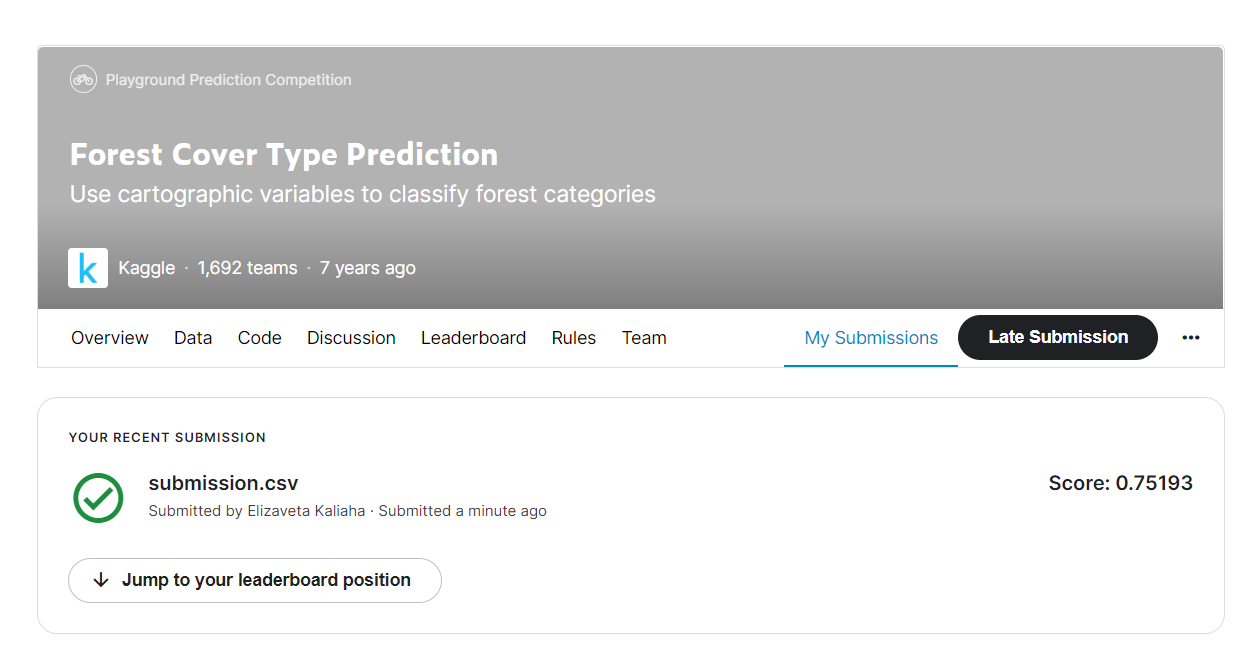 Playground Prediction Competition
Forest Cover Type Prediction
Use cartographic variables to classify forest categories
k Kaggle · 1,692 teams · 7 years ago
Overview Data Code Discussion Leaderboard Rules Team My Submissions Late Submission •••
YOUR RECENT SUBMISSION
submission.csv Score: 0.75193
Submitted by Elizaveta Kaliaha · Submitted a minute ago
Jump to your leaderboard position